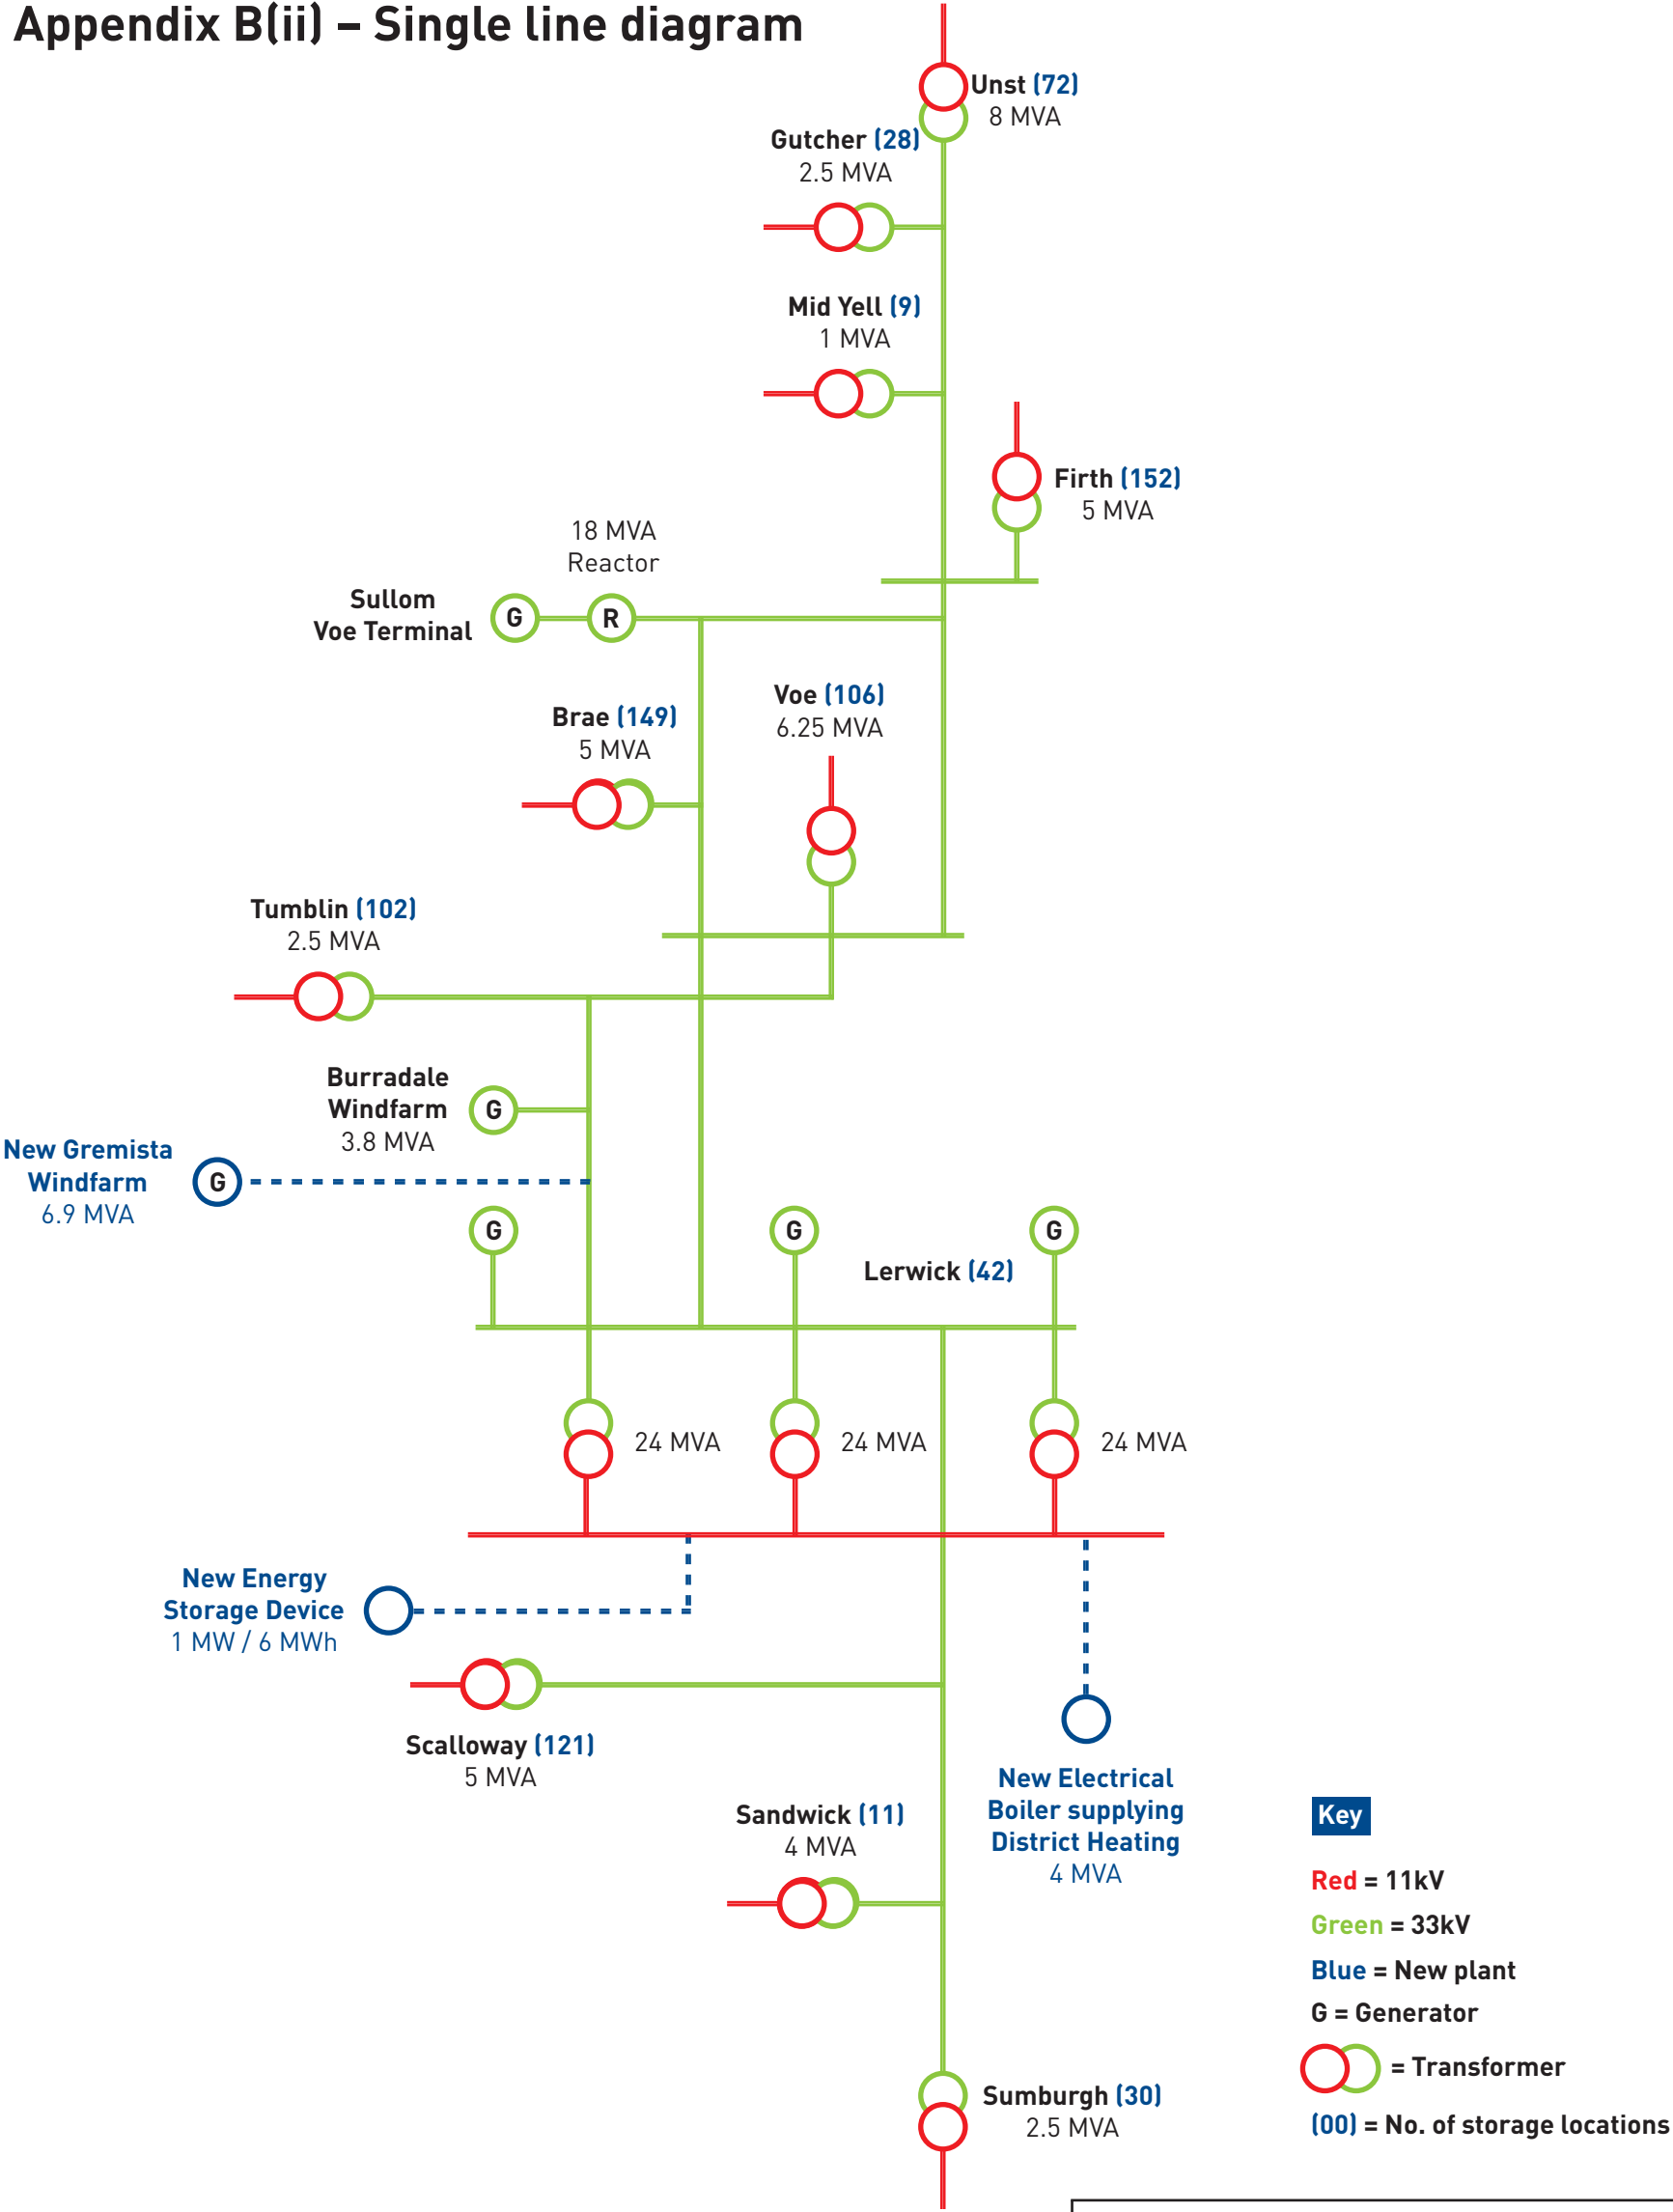 Appendix B(ii) – Single line diagram
Unst (72)
8 MVA
Gutcher (28)
2.5 MVA
Mid Yell (9)
1 MVA
Firth (152)
5 MVA
18 MVA
Reactor
Sullom
Voe Terminal
G
R
Voe (106)
6.25 MVA
Brae (149)
5 MVA
Tumblin (102)
2.5 MVA
Burradale
Windfarm
3.8 MVA
G
New Gremista
Windfarm
6.9 MVA
G
G
G
G
Lerwick (42)
24 MVA
24 MVA
24 MVA
New Energy
Storage Device
1 MW / 6 MWh
Scalloway (121)
5 MVA
New Electrical
Boiler supplying
District Heating
4 MVA
Sandwick (11)
4 MVA
Sumburgh (30)
2.5 MVA
Key
Red = 11kV
Green = 33kV
Blue = New plant
G = Generator
= Transformer
(00) = No. of storage locations